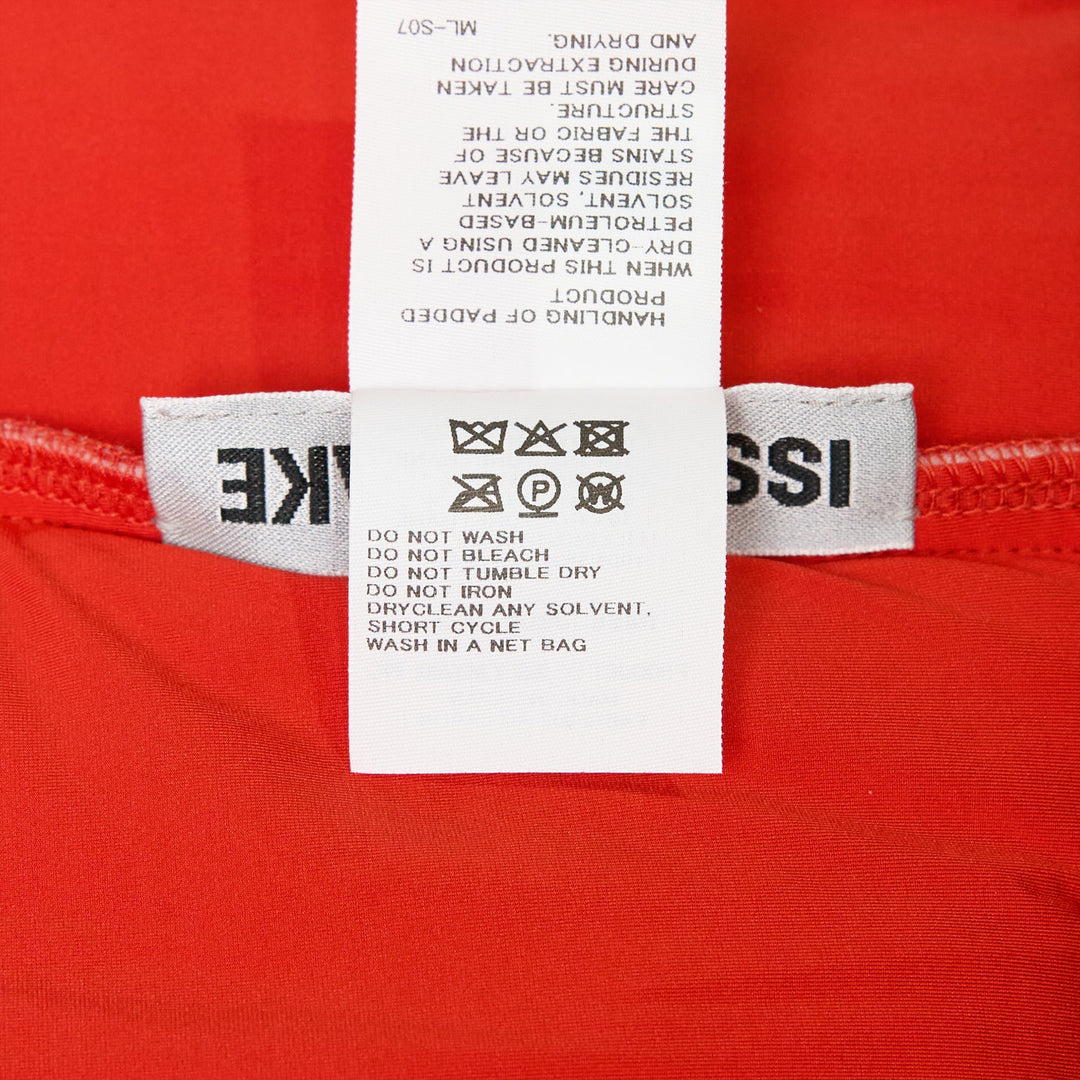 HANDLING OF PADDED
PRODUCT
WHEN THIS PRODUCT IS
DRY-CLEANED USING A
PETROLEUM-BASED
SOLVENT, SOLVENT
RESIDUES MAY LEAVE
STAINS BECAUSE OF
THE FABRIC OR THE
STRUCTURE.
CARE MUST BE TAKEN
DURING EXTRACTION
AND DRYING.
ML-S07
ISS AKE
P W
DO NOT WASH
DO NOT BLEACH
DO NOT TUMBLE DRY
DO NOT IRON
DRYCLEAN ANY SOLVENT,
SHORT CYCLE
WASH IN A NET BAG